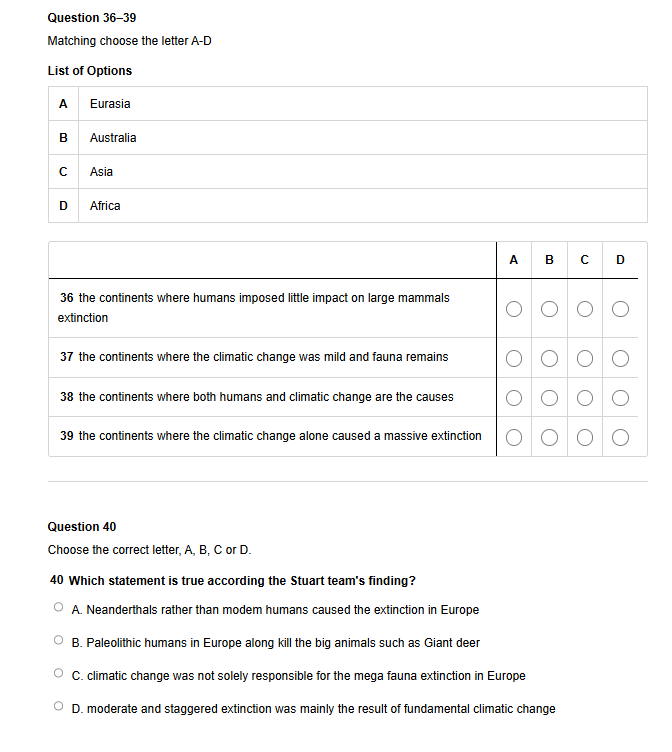 Question 36–39
Matching choose the letter A-D
List of Options
A Eurasia
B Australia
C Asia
D Africa
A B C D
36 the continents where humans imposed little impact on large mammals
extinction
37 the continents where the climatic change was mild and fauna remains
38 the continents where both humans and climatic change are the causes
39 the continents where the climatic change alone caused a massive extinction
Question 40
Choose the correct letter, A, B, C or D.
40 Which statement is true according the Stuart team's finding?
A. Neanderthals rather than modem humans caused the extinction in Europe
B. Paleolithic humans in Europe along kill the big animals such as Giant deer
C. climatic change was not solely responsible for the mega fauna extinction in Europe
D. moderate and staggered extinction was mainly the result of fundamental climatic change